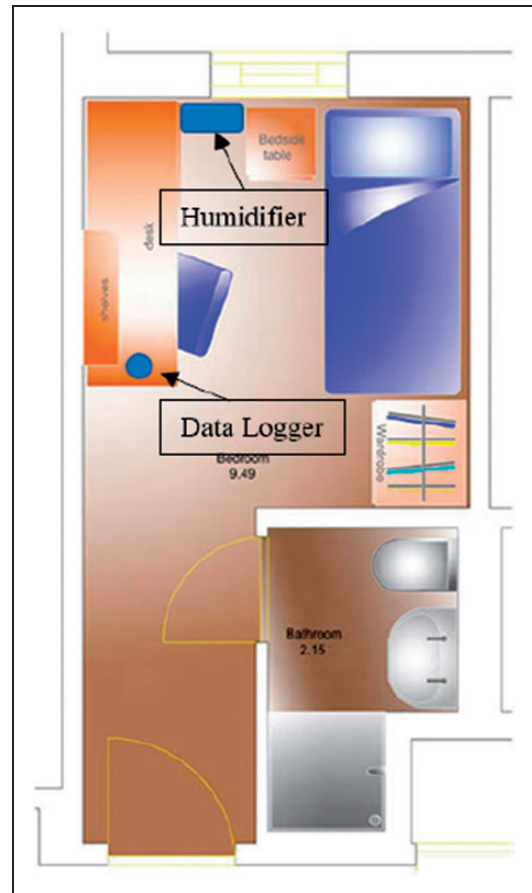 Bedside
table
Humidifier
desk
shelves
Data Logger
Bedroom
9.49
Wardrobe
Bathroom
2.15